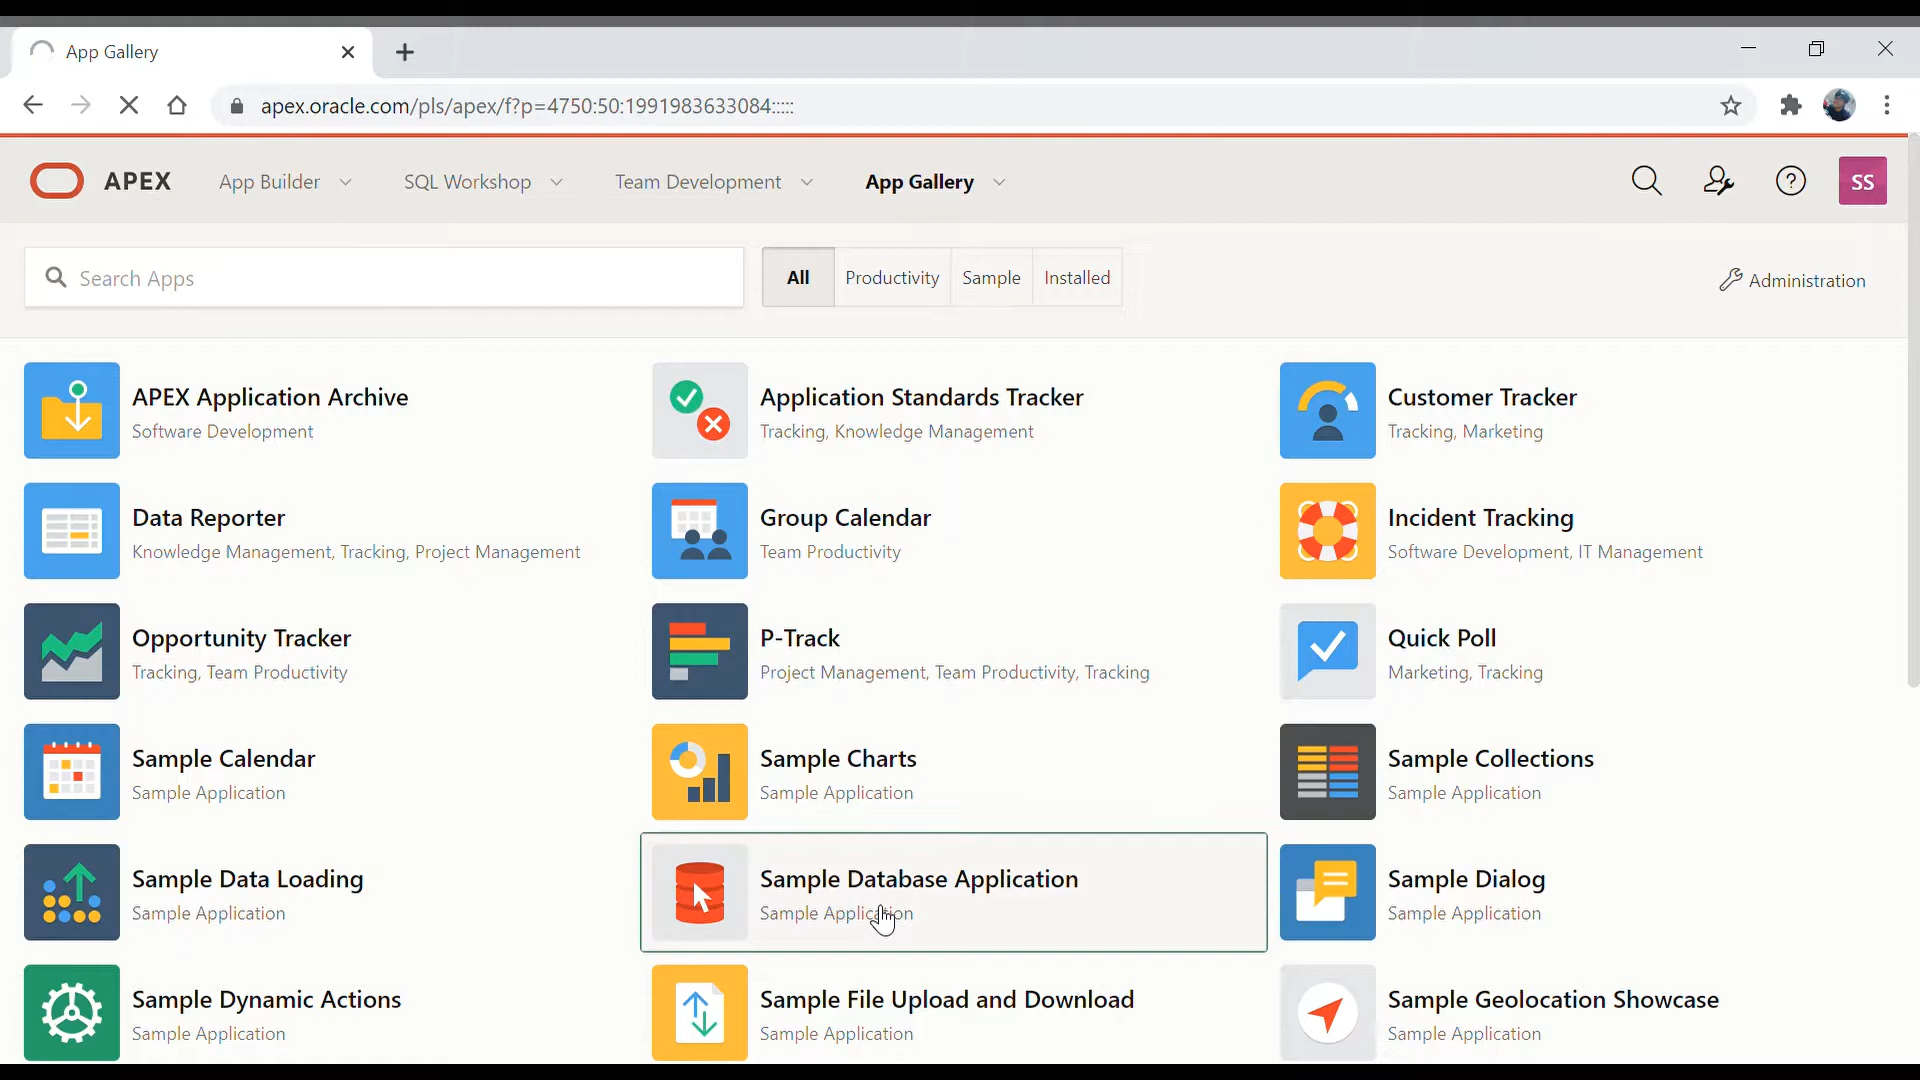 App Gallery
apex.oracle.com/pls/apex/f?p=4750:50:1991983633084:::::
APEX App Builder SQL Workshop Team Development App Gallery SS
Search Apps All Productivity Sample Installed Administration
APEX Application Archive
Software Development
Application Standards Tracker
Tracking, Knowledge Management
Customer Tracker
Tracking, Marketing
Data Reporter
Knowledge Management, Tracking, Project Management
Group Calendar
Team Productivity
Incident Tracking
Software Development, IT Management
Opportunity Tracker
Tracking, Team Productivity
P-Track
Project Management, Team Productivity, Tracking
Quick Poll
Marketing, Tracking
Sample Calendar
Sample Application
Sample Charts
Sample Application
Sample Collections
Sample Application
Sample Data Loading
Sample Application
Sample Database Application
Sample Application
Sample Dialog
Sample Application
Sample Dynamic Actions
Sample Application
Sample File Upload and Download
Sample Application
Sample Geolocation Showcase
Sample Application